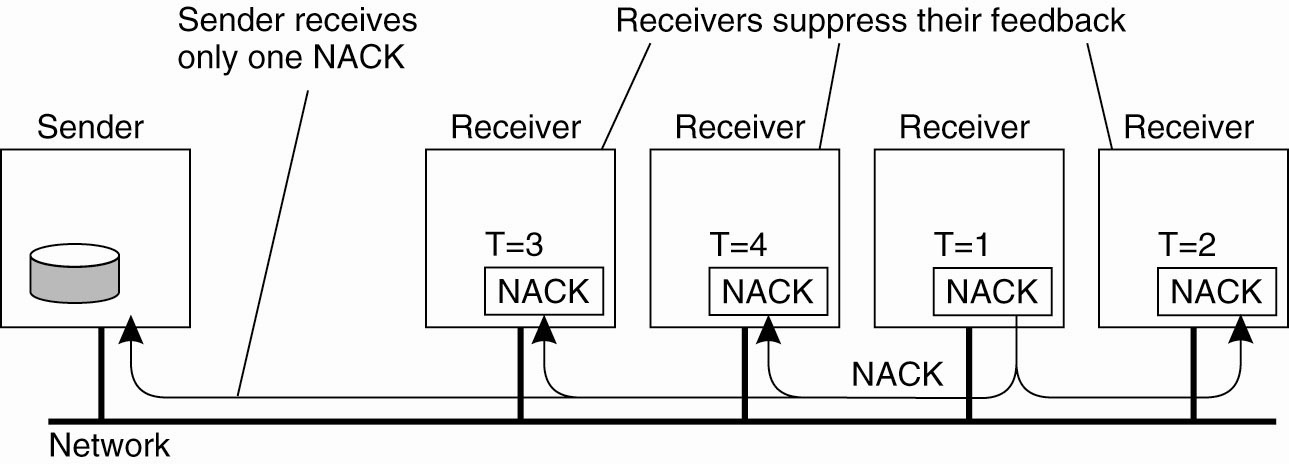 Sender receives
only one NACK
Receivers suppress their feedback
Sender
Receiver
Receiver
Receiver
Receiver
T=3
T=4
T=1
T=2
NACK
NACK
NACK
NACK
NACK
Network